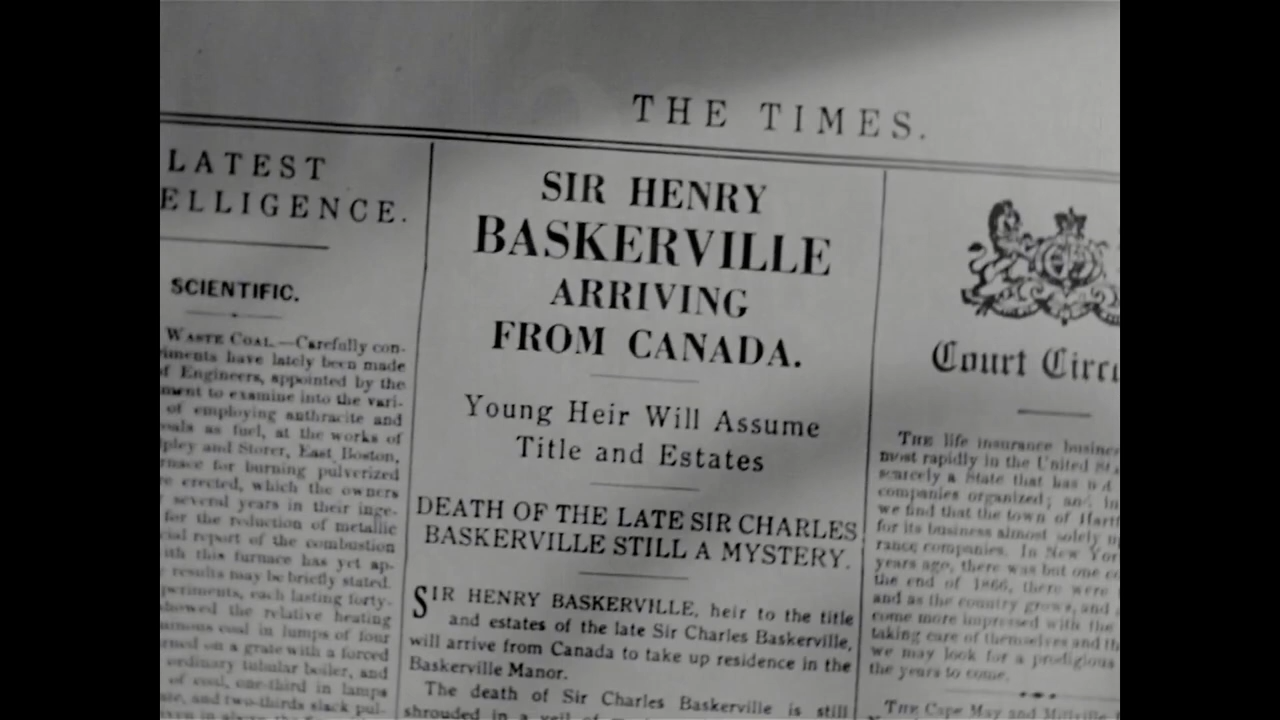 THE TIMES.
LATEST
ELLIGENCE.
SCIENTIFIC.
WASTE COAL.—Carefully con-
iments have lately been made
f Engineers, appointed by the
ment to examine into the vari-
of employing anthracite and
oals as fuel, at the works of
pley and Storer, East Boston,
rnace for burning pulverized
e erected, which the owners
several years in their inge-
for the reduction of metallic
cial report of the combustion
ith this furnace has yet ap-
results may be briefly stated.
periments, each lasting forty-
showed the relative heating
coal in lumps of four
on a grate with a forced
ordinary tubular boiler, and
of coal, one-third in lumps
and two-thirds slack pul-
SIR HENRY
BASKERVILLE
ARRIVING
FROM CANADA.
Young Heir Will Assume
Title and Estates
DEATH OF THE LATE SIR CHARLES
BASKERVILLE STILL A MYSTERY.
SIR HENRY BASKERVILLE, heir to the title
and estates of the late Sir Charles Baskerville,
will arrive from Canada to take up residence in the
Baskerville Manor.
The death of Sir Charles Baskerville is still
shrouded in a veil of
Court Circu
THE life insurance busines
most rapidly in the United Sta
scarcely a State that has
companies organized; and in
we find that the town of Hartf
for its business almost solely u
rance companies. In New Yor
years ago, there was but one co
the end of 1866, there were
and as the country grows, and
come more impressed with the
taking care of themselves and th
we may look for a prodigious
the years to come.
THE Cape May and Millville